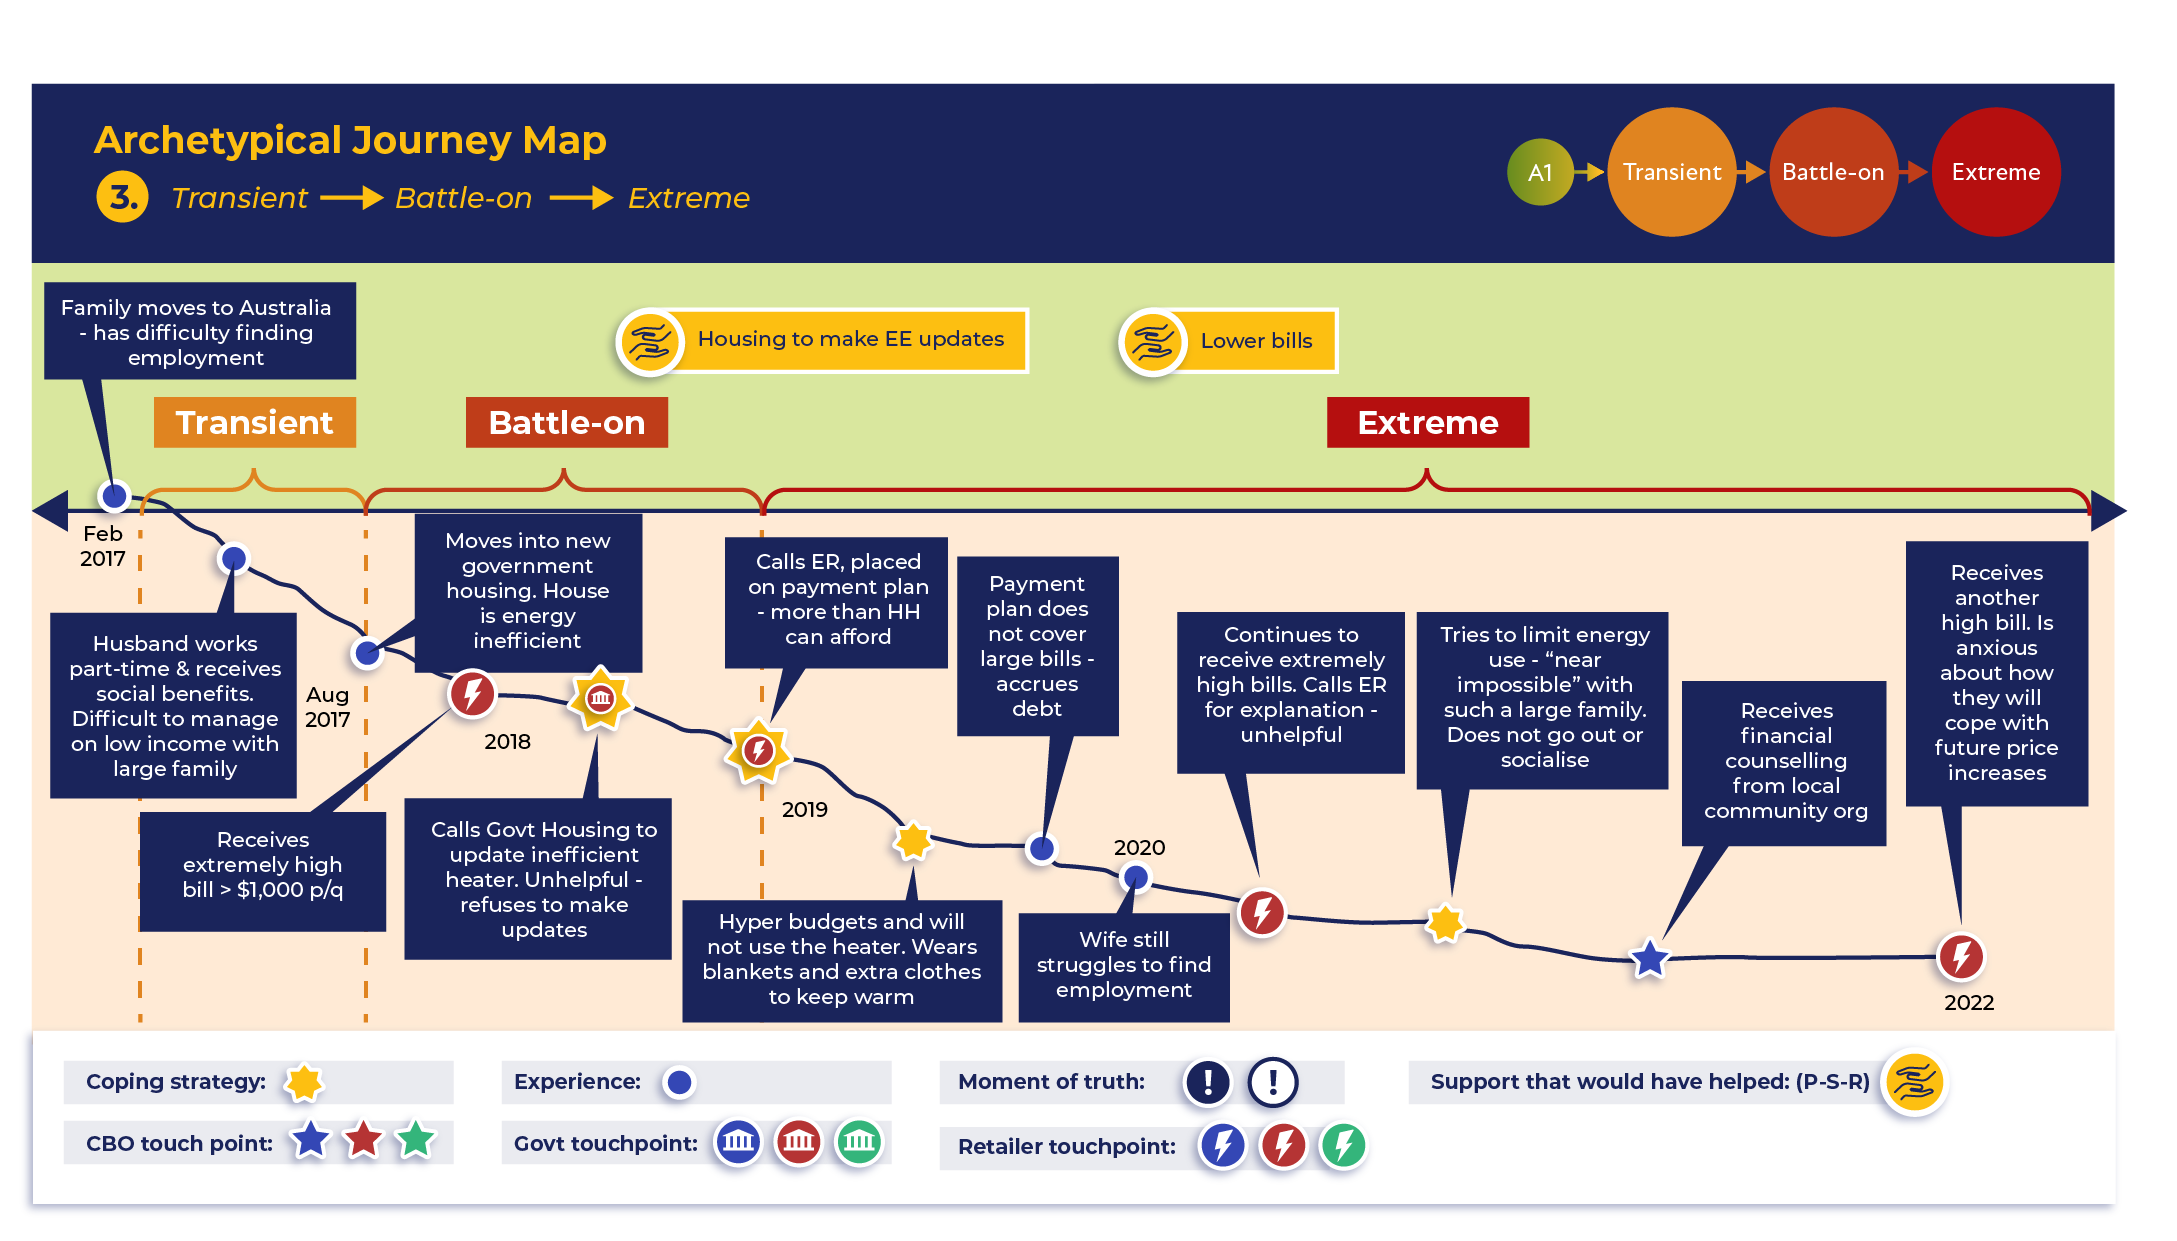 Archetypical Journey Map
3. Transient Battle-on Extreme
A1 Transient Battle-on Extreme
Family moves to Australia
- has difficulty finding
employment
Housing to make EE updates
Lower bills
Transient
Battle-on
Extreme
Feb
2017
Husband works
part-time & receives
social benefits.
Difficult to manage
on low income with
large family
Aug
2017
Moves into new
government
housing. House
is energy
inefficient
Receives
extremely high
bill > $1,000 p/q
2018
Calls Govt Housing to
update inefficient
heater. Unhelpful -
refuses to make
updates
Calls ER, placed
on payment plan
- more than HH
can afford
2019
Hyper budgets and will
not use the heater. Wears
blankets and extra clothes
to keep warm
Payment
plan does
not cover
large bills -
accrues
debt
2020
Wife still
struggles to find
employment
Continues to
receive extremely
high bills. Calls ER
for explanation -
unhelpful
Tries to limit energy
use - “near
impossible” with
such a large family.
Does not go out or
socialise
Receives
financial
counselling
from local
community org
Receives
another
high bill. Is
anxious
about how
they will
cope with
future price
increases
2022
Coping strategy:
Experience:
Moment of truth: ! !
Support that would have helped: (P-S-R)
CBO touch point:
Govt touchpoint:
Retailer touchpoint: